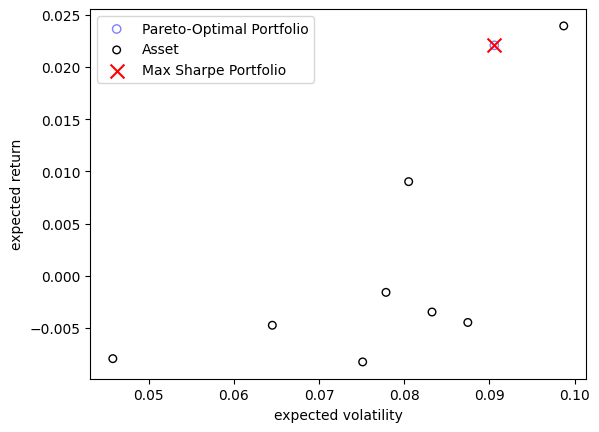 0.025
0.020
0.015
0.010
0.005
0.000
−0.005
expected return
Pareto-Optimal Portfolio
Asset
Max Sharpe Portfolio
0.05 0.06 0.07 0.08 0.09 0.10
expected volatility